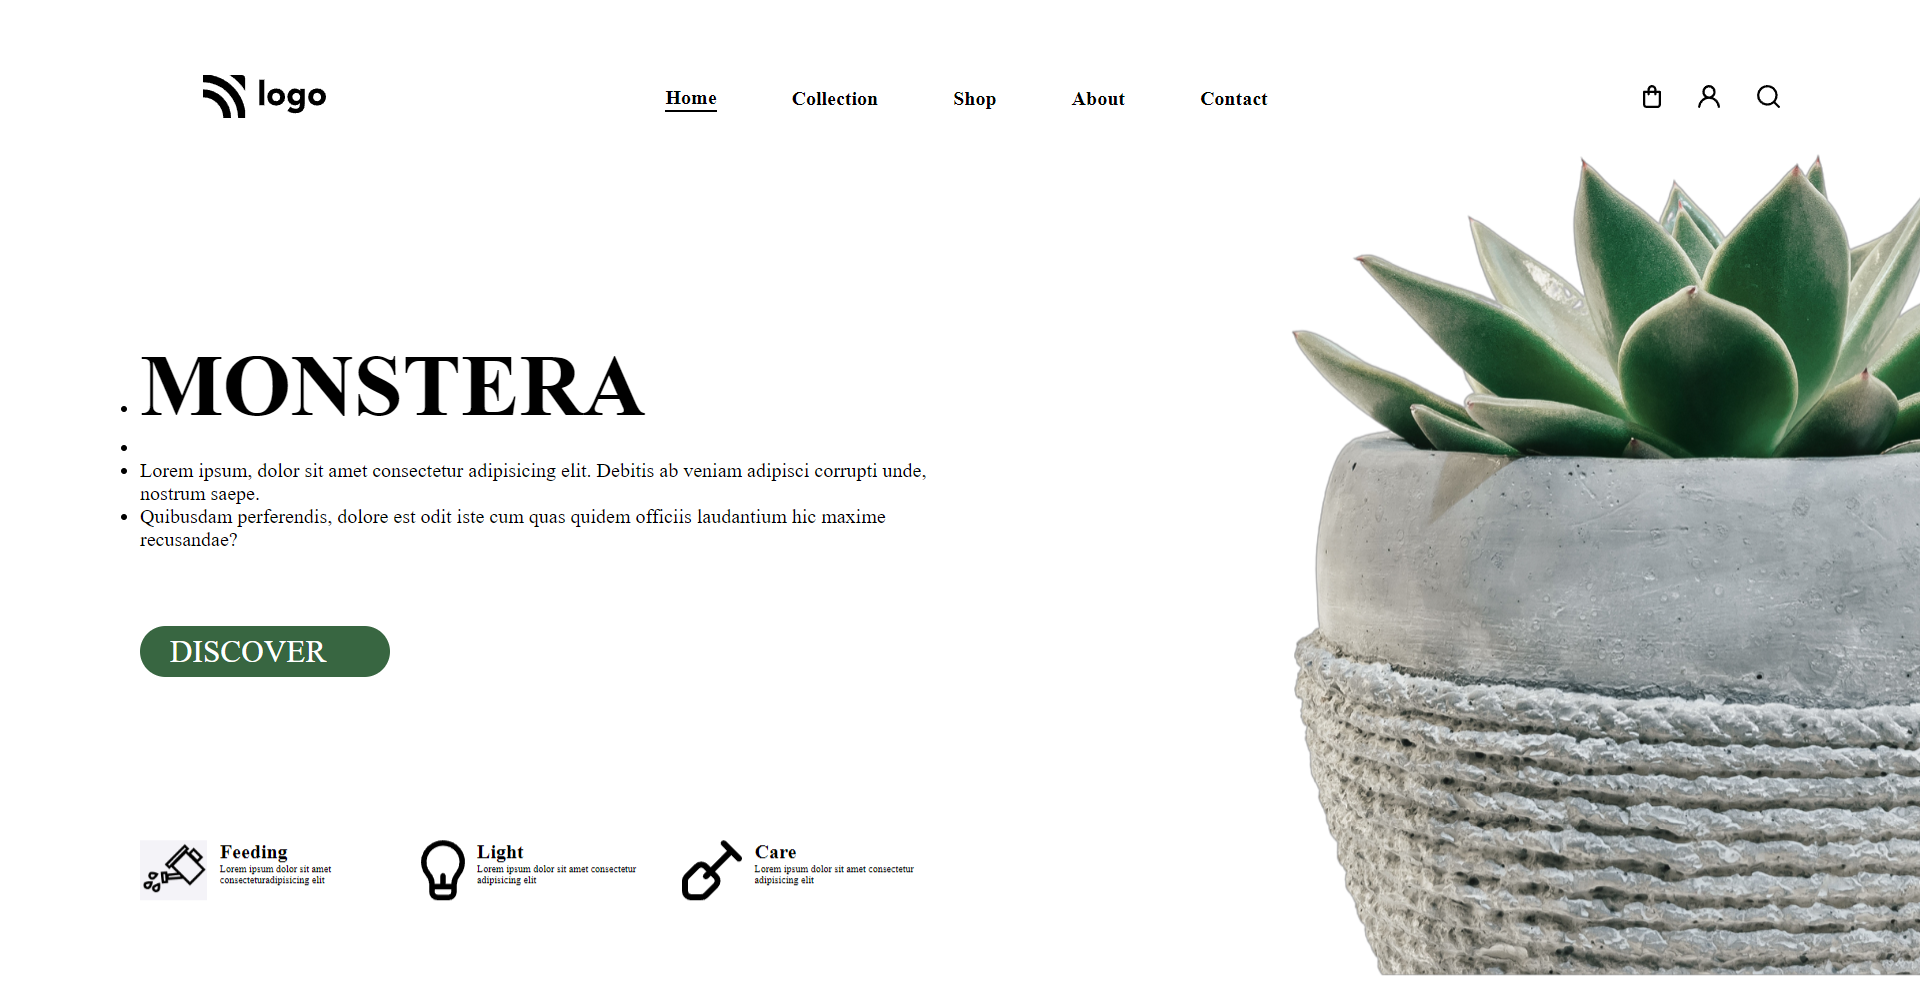 logo
Home Collection Shop About Contact
MONSTERA
Lorem ipsum, dolor sit amet consectetur adipisicing elit. Debitis ab veniam adipisci corrupti unde,
nostrum saepe.
Quibusdam perferendis, dolore est odit iste cum quas quidem officiis laudantium hic maxime
recusandae?
DISCOVER
Feeding
Lorem ipsum dolor sit amet
consecteturadipisicing elit
Light
Lorem ipsum dolor sit amet consectetur
adipisicing elit
Care
Lorem ipsum dolor sit amet consectetur
adipisicing elit